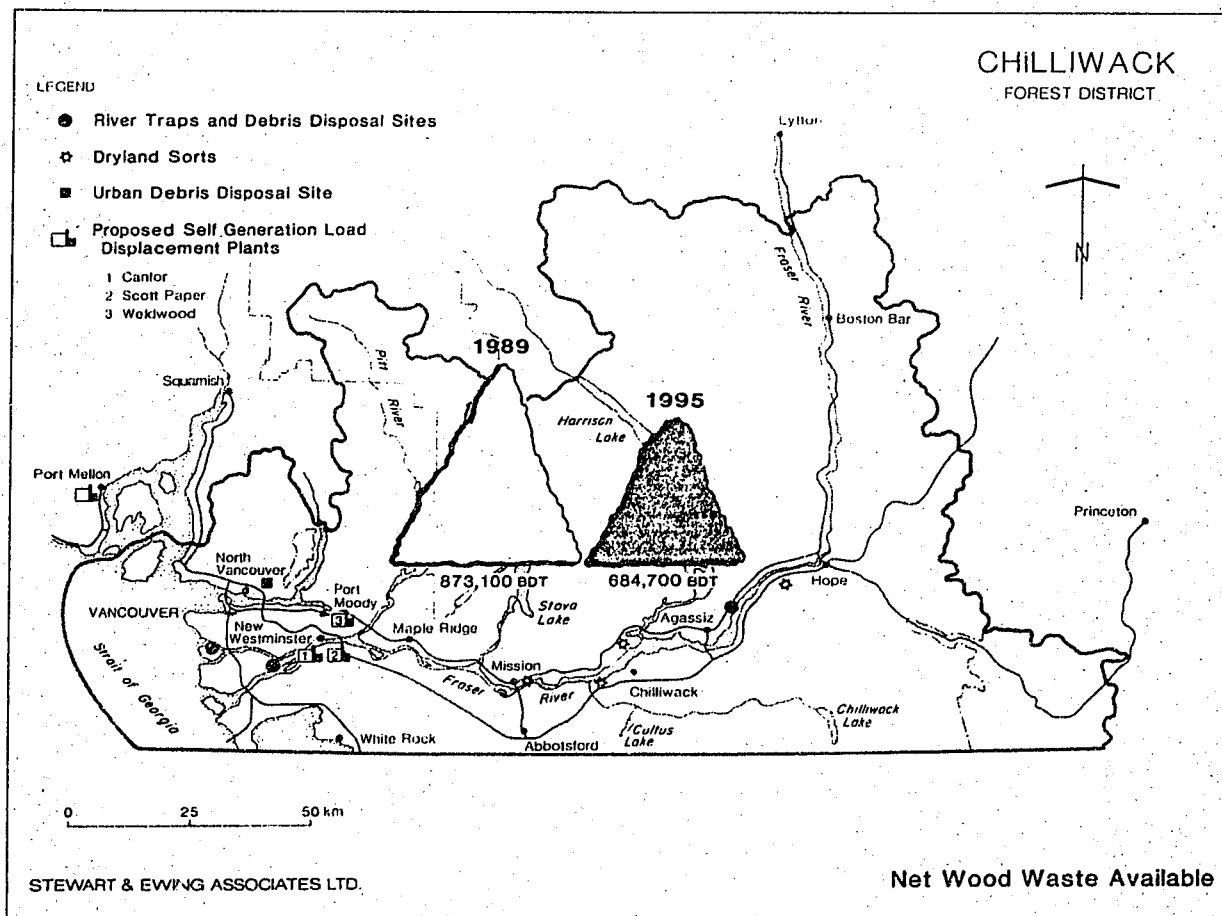 CHILLIWACK
FOREST DISTRICT
LEGEND
River Traps and Debris Disposal Sites
Dryland Sorts
Urban Debris Disposal Site
Proposed Self Generation Load
Displacement Plants
1 Canfor
2 Scott Paper
3 Weldwood
Lytton
N
Fraser River
Boston Bar
1989
Pitt River
Squamish
1995
Harrison Lake
Port Mellon
Princeton
North Vancouver
873,100 BDT
684,700 BDT
Hope
Port Moody
VANCOUVER
Stave Lake
Agassiz
New Westminster
3
Maple Ridge
1
2
Mission
Fraser River
Chilliwack
Strait of Georgia
Chilliwack Lake
Cultus Lake
White Rock
Abbotsford
0 25 50 km
STEWART & EWING ASSOCIATES LTD.
Net Wood Waste Available